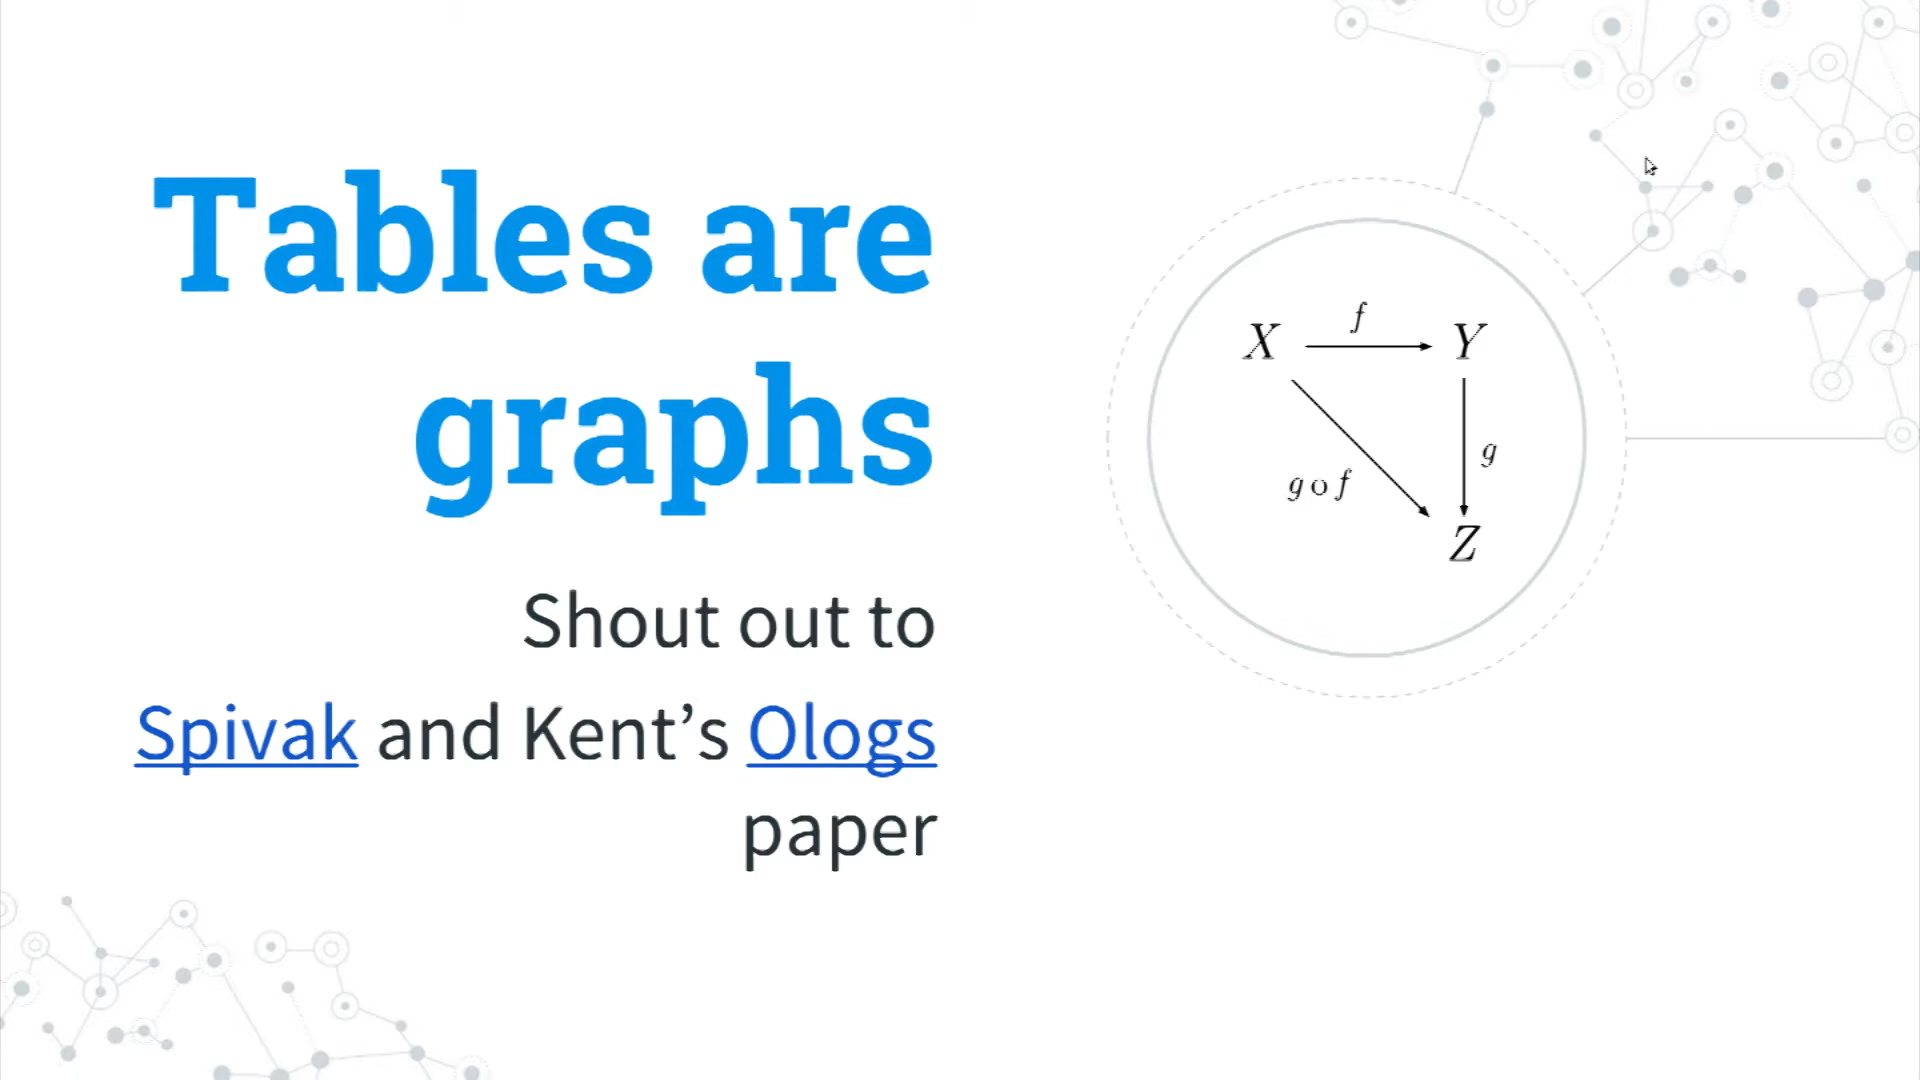 Tables are
graphs
Shout out to
Spivak and Kent’s Ologs
paper
X f Y
g
g ∘ f
Z